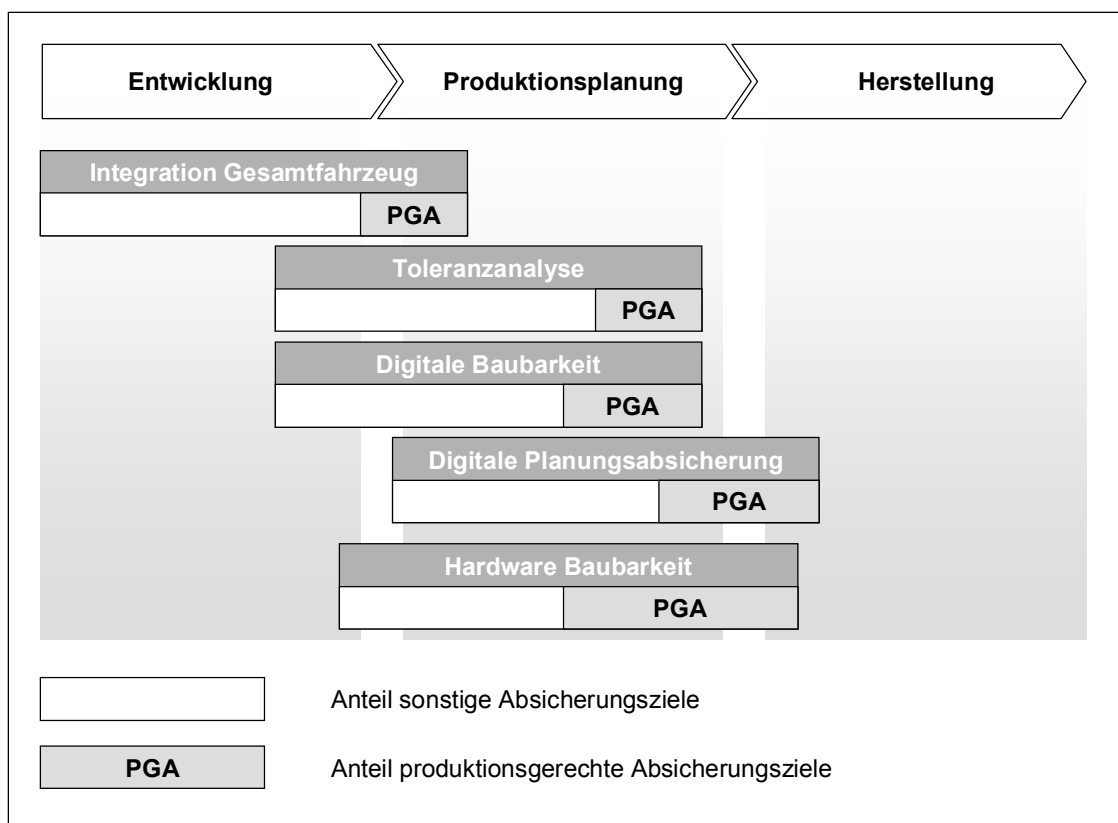 Entwicklung
Produktionsplanung
Herstellung
Integration Gesamtfahrzeug
PGA
Toleranzanalyse
PGA
Digitale Baubarkeit
PGA
Digitale Planungsabsicherung
PGA
Hardware Baubarkeit
PGA
Anteil sonstige Absicherungsziele
PGA
Anteil produktionsgerechte Absicherungsziele